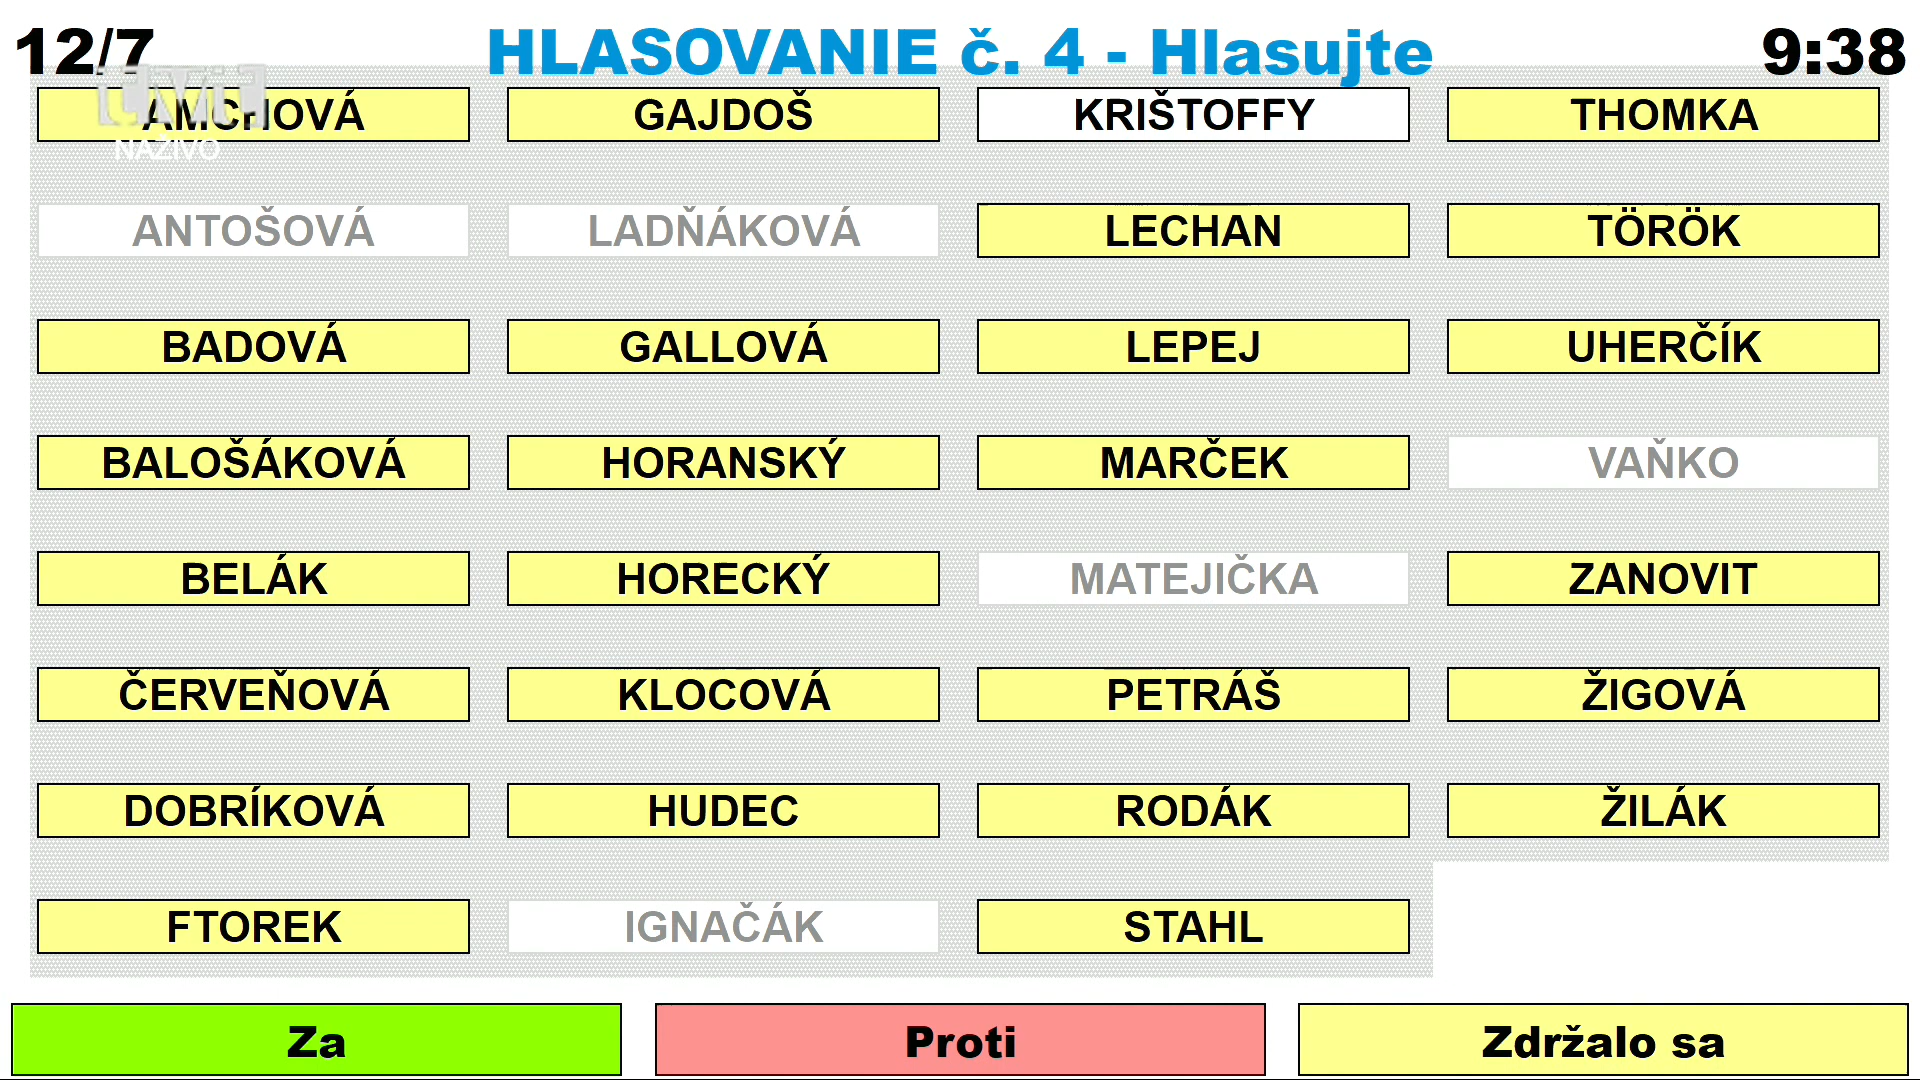 12/7 HLASOVANIE č. 4 - Hlasujte 9:38
GAJDOŠ KRIŠTOFFY THOMKA
NAŽIVO
ANTOŠOVÁ LADŇÁKOVÁ LECHAN TÖRÖK
BADOVÁ GALLOVÁ LEPEJ UHERČÍK
BALOŠÁKOVÁ HORANSKÝ MARČEK VAŇKO
BELÁK HORECKÝ MATEJIČKA ZANOVIT
ČERVEŇOVÁ KLOCOVÁ PETRÁŠ ŽIGOVÁ
DOBRÍKOVÁ HUDEC RODÁK ŽILÁK
FTOREK IGNAČÁK STAHL
Za Proti Zdržalo sa